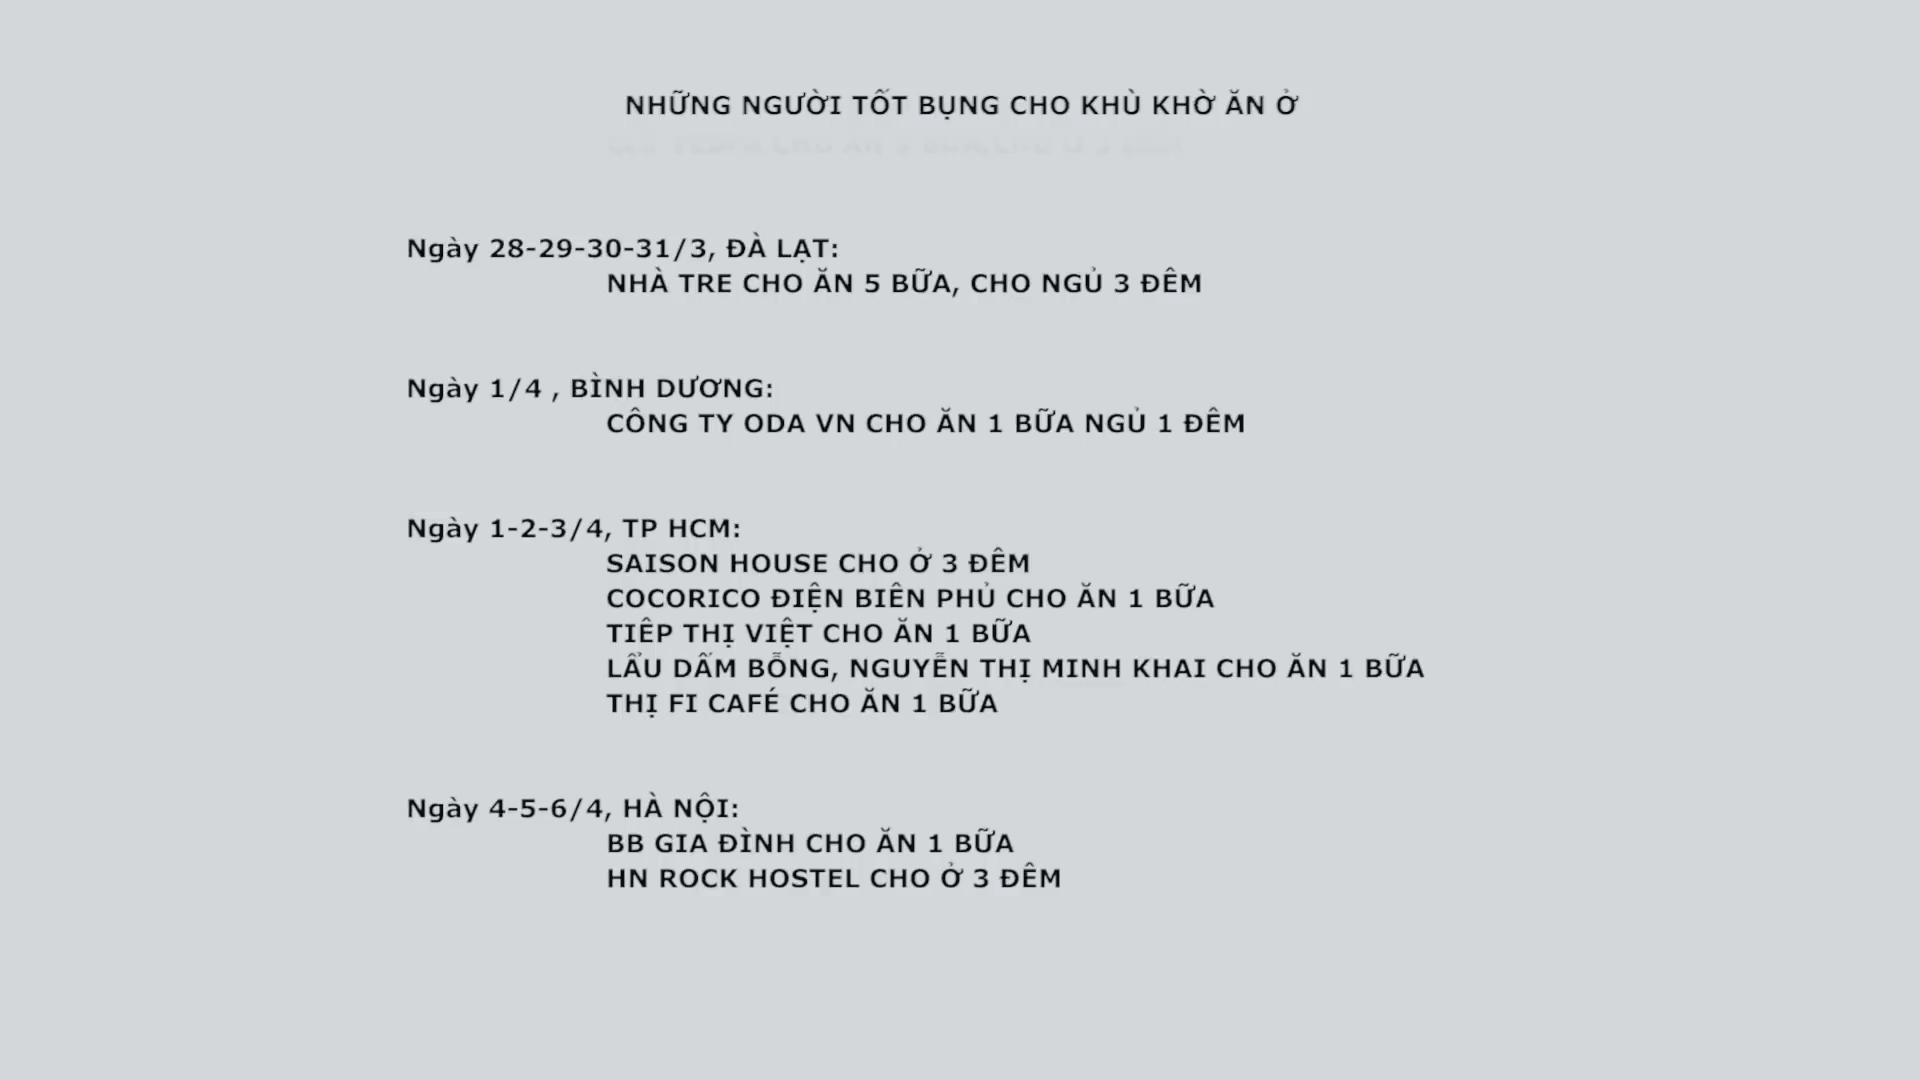 NHỮNG NGƯỜI TỐT BỤNG CHO KHÙ KHỜ ĂN Ở
Ngày 28-29-30-31/3, ĐÀ LẠT:
NHÀ TRE CHO ĂN 5 BỮA, CHO NGỦ 3 ĐÊM
Ngày 1/4 , BÌNH DƯƠNG:
CÔNG TY ODA VN CHO ĂN 1 BỮA NGỦ 1 ĐÊM
Ngày 1-2-3/4, TP HCM:
SAISON HOUSE CHO Ở 3 ĐÊM
COCORICO ĐIỆN BIÊN PHỦ CHO ĂN 1 BỮA
TIÊP THỊ VIỆT CHO ĂN 1 BỮA
LẨU DẤM BỖNG, NGUYỄN THỊ MINH KHAI CHO ĂN 1 BỮA
THỊ FI CAFÉ CHO ĂN 1 BỮA
Ngày 4-5-6/4, HÀ NỘI:
BB GIA ĐÌNH CHO ĂN 1 BỮA
HN ROCK HOSTEL CHO Ở 3 ĐÊM